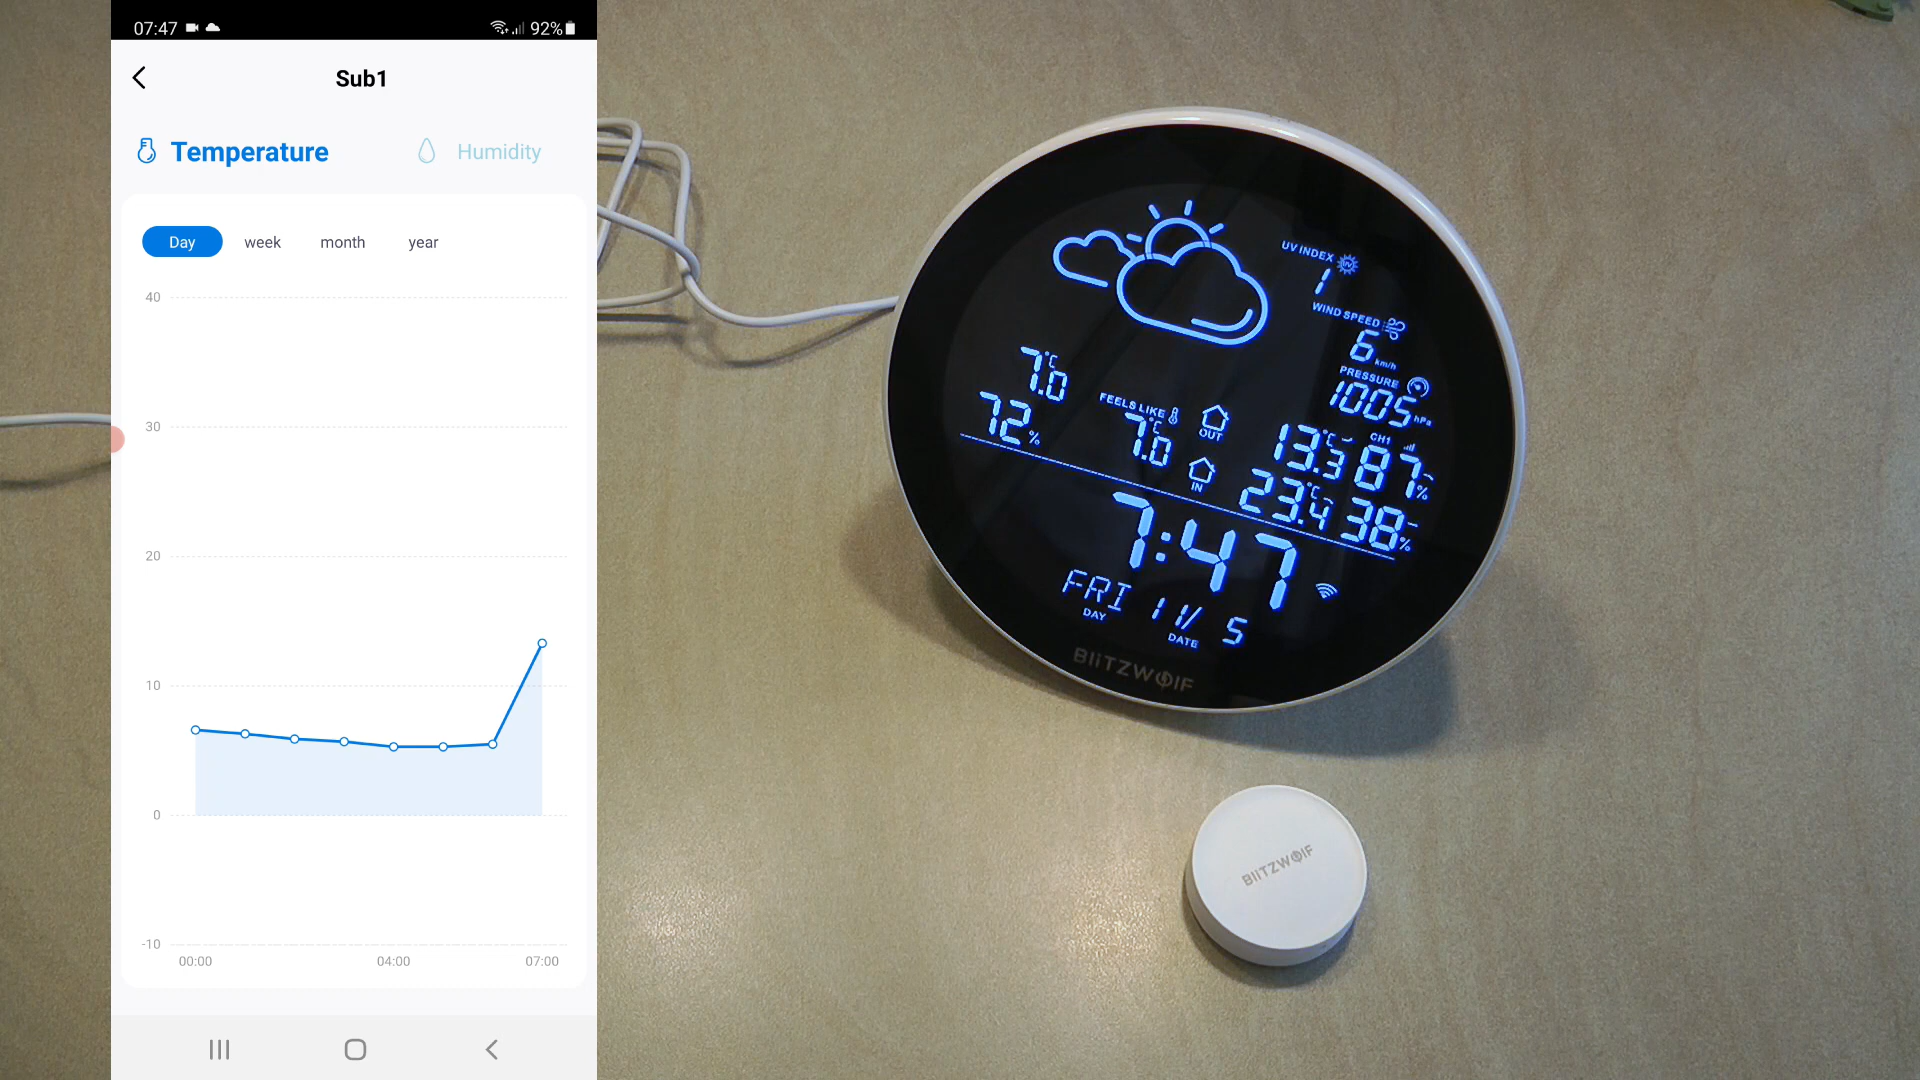 07:47 92%
Sub1
Temperature Humidity
Day week month year
40
30
20
10
0
-10
00:00 04:00 07:00
UV INDEX UV
1
WIND SPEED
6 km/h
PRESSURE
1005 hPa
7.0 °C
72 %
FEELS LIKE
7.0 °C
OUT
CH1
13.3 °C 87 %
IN
23.4 °C 38 %
7:47
FRI 11/ 5
DAY DATE
BLiTZWOLF
BLiTZWOLF